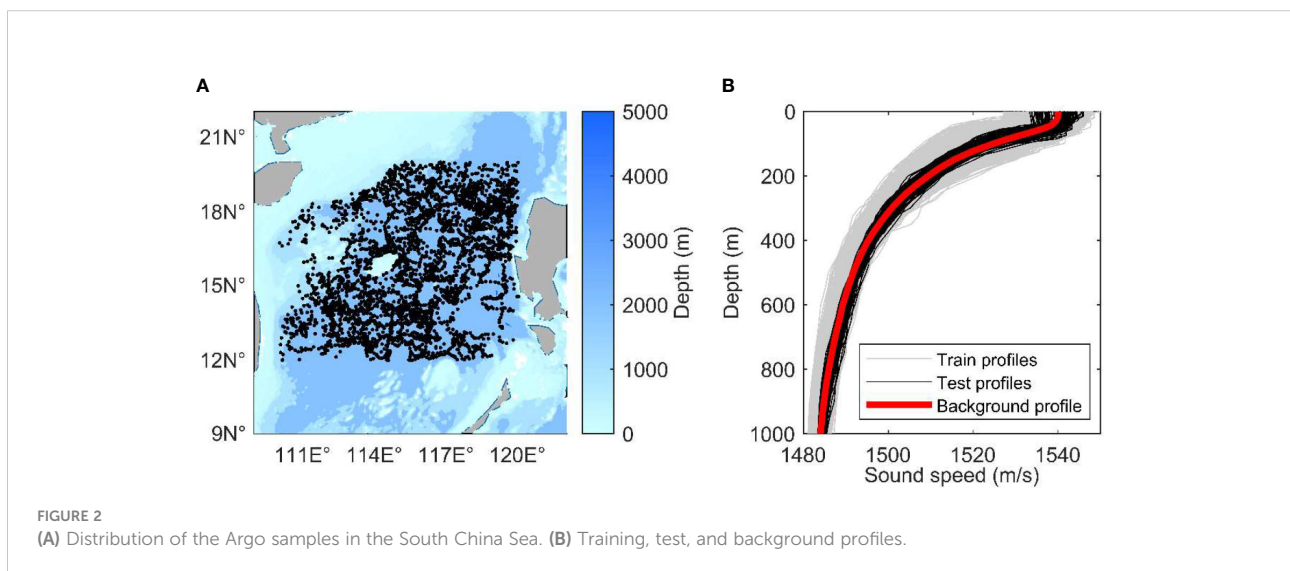 A
21N°
18N°
15N°
12N°
9N°
111E°
114E°
117E°
120E°
5000
4000
3000
2000
1000
0
Depth (m)
B
0
200
400
600
800
1000
Depth (m)
1480
1500
1520
1540
Sound speed (m/s)
Train profiles
Test profiles
Background profile
FIGURE 2
(A) Distribution of the Argo samples in the South China Sea. (B) Training, test, and background profiles.